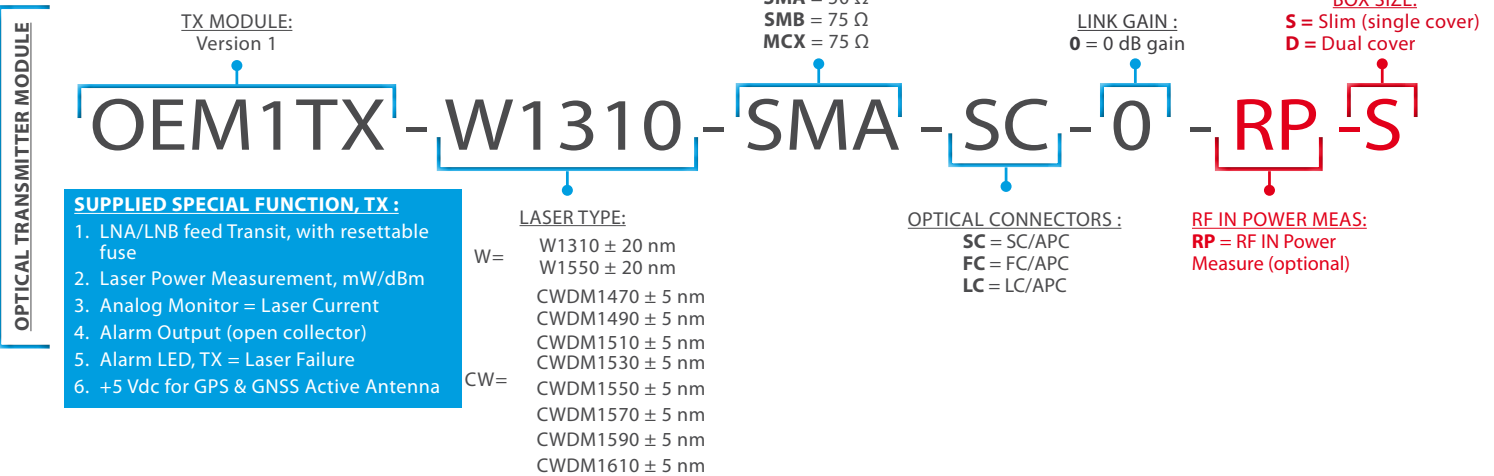 OPTICAL TRANSMITTER MODULE
TX MODULE:
Version 1
SMA = 50 Ω
SMB = 75 Ω
MCX = 75 Ω
LINK GAIN :
0 = 0 dB gain
BOX SIZE:
S = Slim (single cover)
D = Dual cover
OEM1TX - W1310 - SMA - SC - 0 - RP - S
SUPPLIED SPECIAL FUNCTION, TX :
1. LNA/LNB feed Transit, with resettable
fuse
2. Laser Power Measurement, mW/dBm
3. Analog Monitor = Laser Current
4. Alarm Output (open collector)
5. Alarm LED, TX = Laser Failure
6. +5 Vdc for GPS & GNSS Active Antenna
LASER TYPE:
W=
W1310 ± 20 nm
W1550 ± 20 nm
CW=
CWDM1470 ± 5 nm
CWDM1490 ± 5 nm
CWDM1510 ± 5 nm
CWDM1530 ± 5 nm
CWDM1550 ± 5 nm
CWDM1570 ± 5 nm
CWDM1590 ± 5 nm
CWDM1610 ± 5 nm
OPTICAL CONNECTORS :
SC = SC/APC
FC = FC/APC
LC = LC/APC
RF IN POWER MEAS:
RP = RF IN Power
Measure (optional)